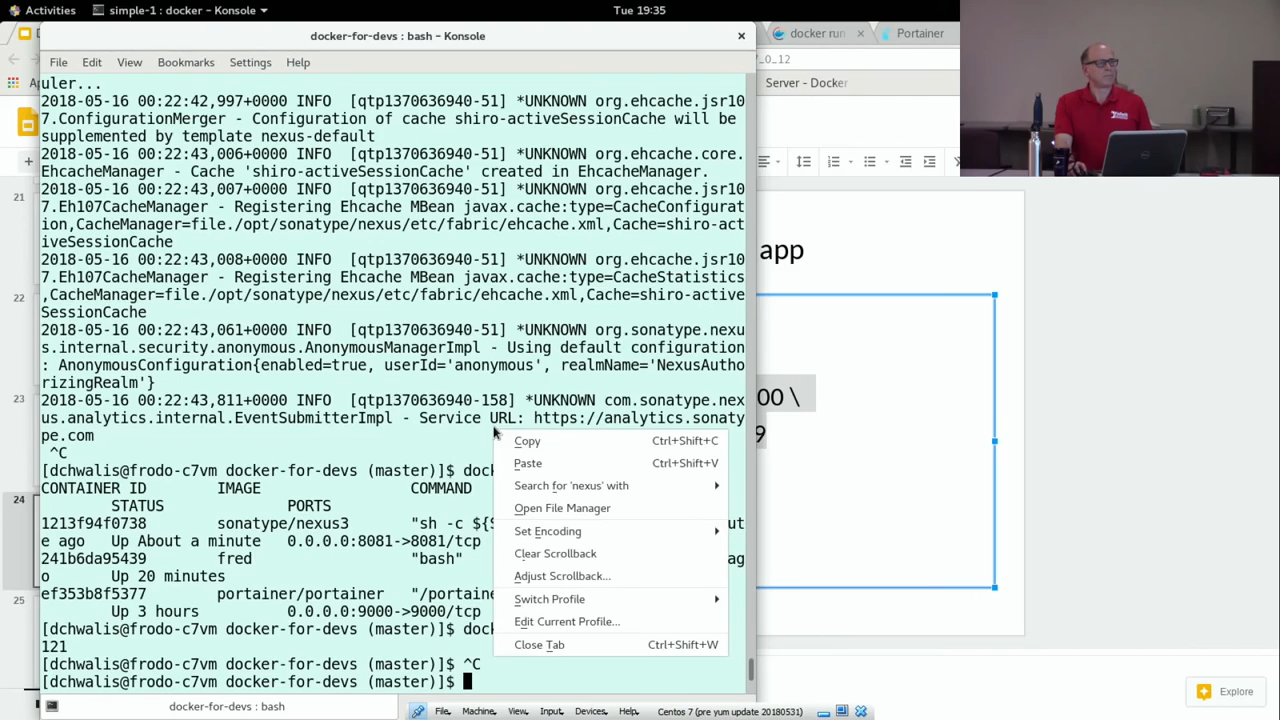 Activities
simple-1 : docker - Konsole
Tue 19:35
docker-for-devs : bash – Konsole
File Edit View Bookmarks Settings Help
docker run
Portainer
Server - Docker
uler...
2018-05-16 00:22:42,997+0000 INFO [qtp1370636940-51] *UNKNOWN org.ehcache.jsr10
7.ConfigurationMerger - Configuration of cache shiro-activeSessionCache will be
supplemented by template nexus-default
2018-05-16 00:22:43,006+0000 INFO [qtp1370636940-51] *UNKNOWN org.ehcache.core.
EhcacheManager - Cache 'shiro-activeSessionCache' created in EhcacheManager.
2018-05-16 00:22:43,007+0000 INFO [qtp1370636940-51] *UNKNOWN org.ehcache.jsr10
7.Eh107CacheManager - Registering Ehcache MBean javax.cache:type=CacheConfigurat
ion,CacheManager=file./opt/sonatype/nexus/etc/fabric/ehcache.xml,Cache=shiro-act
iveSessionCache
2018-05-16 00:22:43,008+0000 INFO [qtp1370636940-51] *UNKNOWN org.ehcache.jsr10
7.Eh107CacheManager - Registering Ehcache MBean javax.cache:type=CacheStatistics
,CacheManager=file./opt/sonatype/nexus/etc/fabric/ehcache.xml,Cache=shiro-active
SessionCache
2018-05-16 00:22:43,061+0000 INFO [qtp1370636940-51] *UNKNOWN org.sonatype.nexu
s.internal.security.anonymous.AnonymousManagerImpl - Using default configuration
: AnonymousConfiguration{enabled=true, userId='anonymous', realmName='NexusAutho
rizingRealm'}
2018-05-16 00:22:43,811+0000 INFO [qtp1370636940-158] *UNKNOWN com.sonatype.nex
us.analytics.internal.EventSubmitterImpl - Service URL: https://analytics.sonaty
pe.com
^C
[dchwalis@frodo-c7vm docker-for-devs (master)]$ doc
CONTAINER ID IMAGE COMMAND
STATUS PORTS
1213f94f0738 sonatype/nexus3 "sh -c ${S ute
e ago Up About a minute 0.0.0.0:8081->8081/tcp
241b6da95439 fred "bash" ag
o Up 20 minutes
ef353b8f5377 portainer/portainer "/portaine
Up 3 hours 0.0.0.0:9000->9000/tcp
[dchwalis@frodo-c7vm docker-for-devs (master)]$ doc
121
[dchwalis@frodo-c7vm docker-for-devs (master)]$ ^C
[dchwalis@frodo-c7vm docker-for-devs (master)]$
Copy Ctrl+Shift+C
Paste Ctrl+Shift+V
Search for 'nexus' with
Open File Manager
Set Encoding
Clear Scrollback
Adjust Scrollback...
Switch Profile
Edit Current Profile...
Close Tab Ctrl+Shift+W
docker-for-devs : bash
21
22
23
24
25
app
00 \
9
Explore
File Machine View Input Devices Help
Centos 7 (pre yum update 20180531)